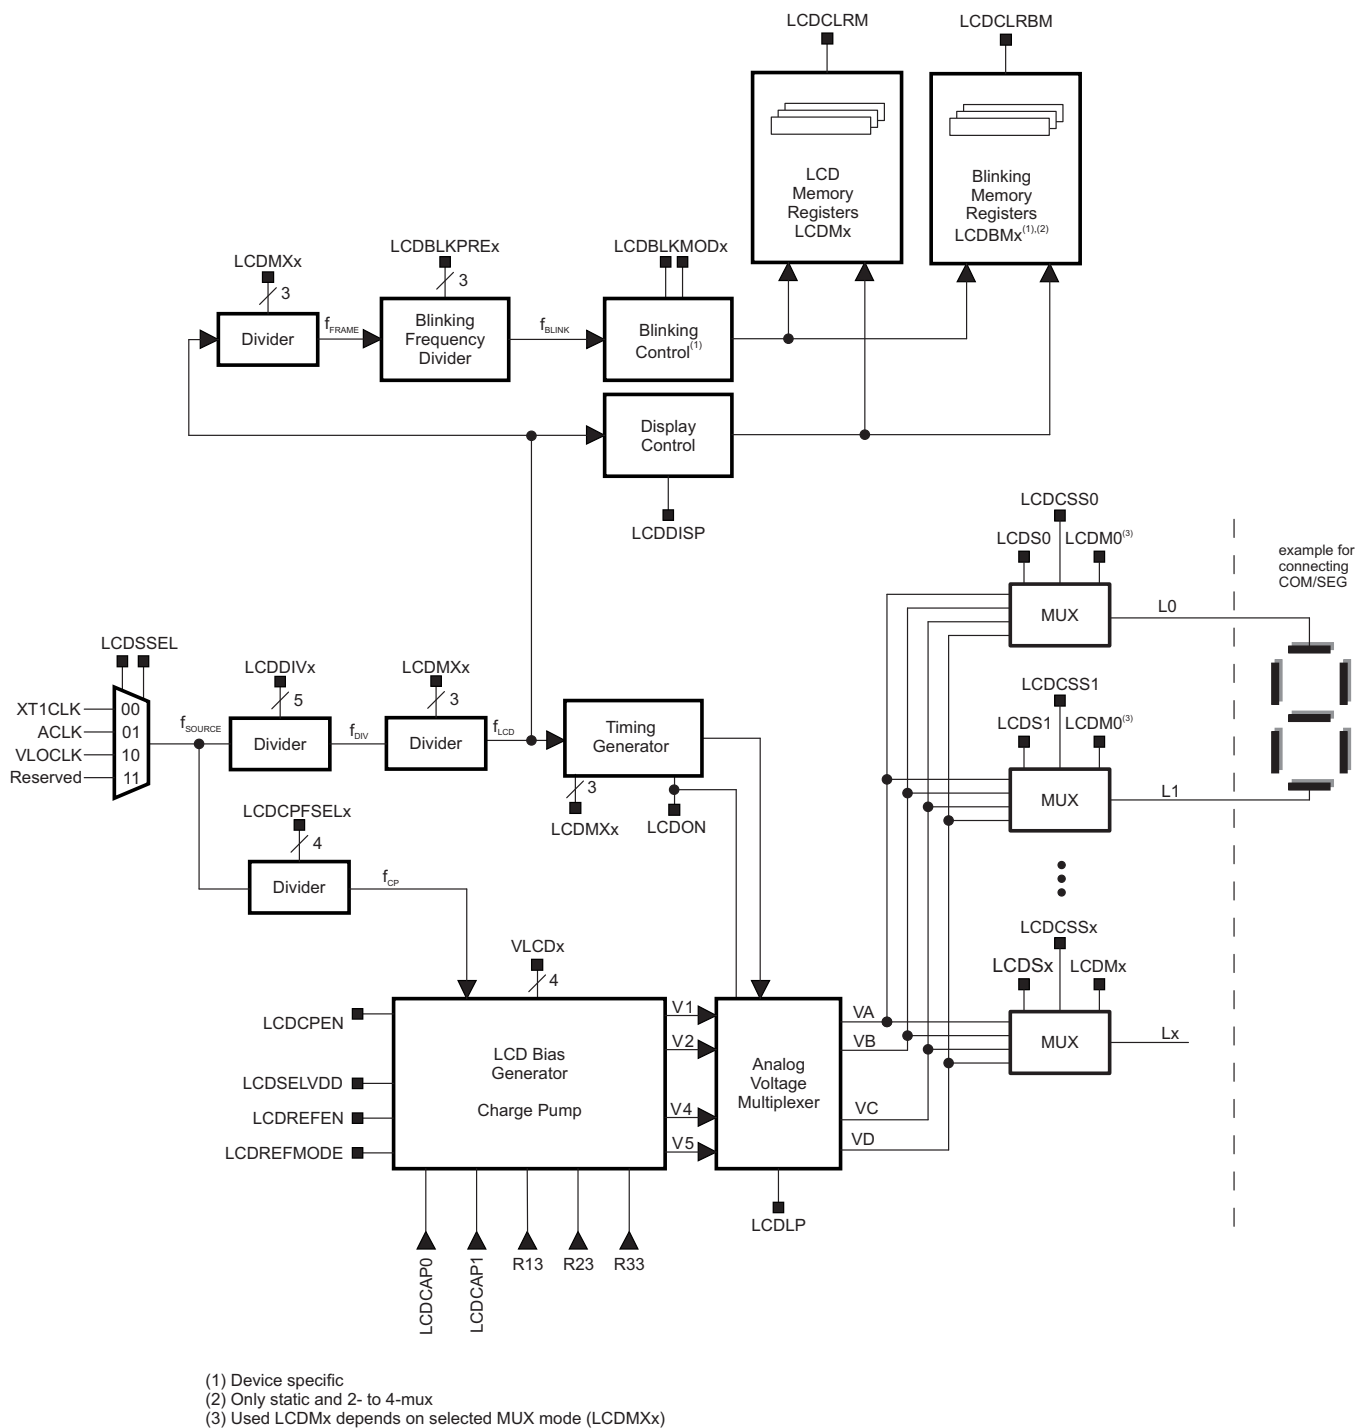 LCDCLRM
LCDCLRBM
LCD
Memory
Registers
LCDMx
Blinking
Memory
Registers
LCDBMx(1),(2)
LCDMXx
3
LCDBLKPREx
3
LCDBLKMODx
Divider
fFRAME
Blinking
Frequency
Divider
fBLINK
Blinking
Control(1)
Display
Control
LCDDISP
LCDCSS0
LCDS0
LCDM0(3)
MUX
L0
example for
connecting
COM/SEG
LCDSSEL
XT1CLK
00
ACLK
01
VLOCLK
10
Reserved
11
fSOURCE
LCDDIVx
5
Divider
fDIV
LCDMXx
3
Divider
fLCD
Timing
Generator
3
LCDMXx
LCDON
LCDCSS1
LCDS1
LCDM0(3)
MUX
L1
LCDCPFSELx
4
Divider
fCP
VLCDx
4
LCDCPEN
LCDSELVDD
LCDREFEN
LCDREFMODE
LCD Bias
Generator
Charge Pump
V1
V2
V4
V5
Analog
Voltage
Multiplexer
VA
VB
VC
VD
LCDLP
LCDCSSx
LCDSx
LCDMx
MUX
Lx
LCDCAP0
LCDCAP1
R13
R23
R33
(1) Device specific
(2) Only static and 2- to 4-mux
(3) Used LCDMx depends on selected MUX mode (LCDMXx)